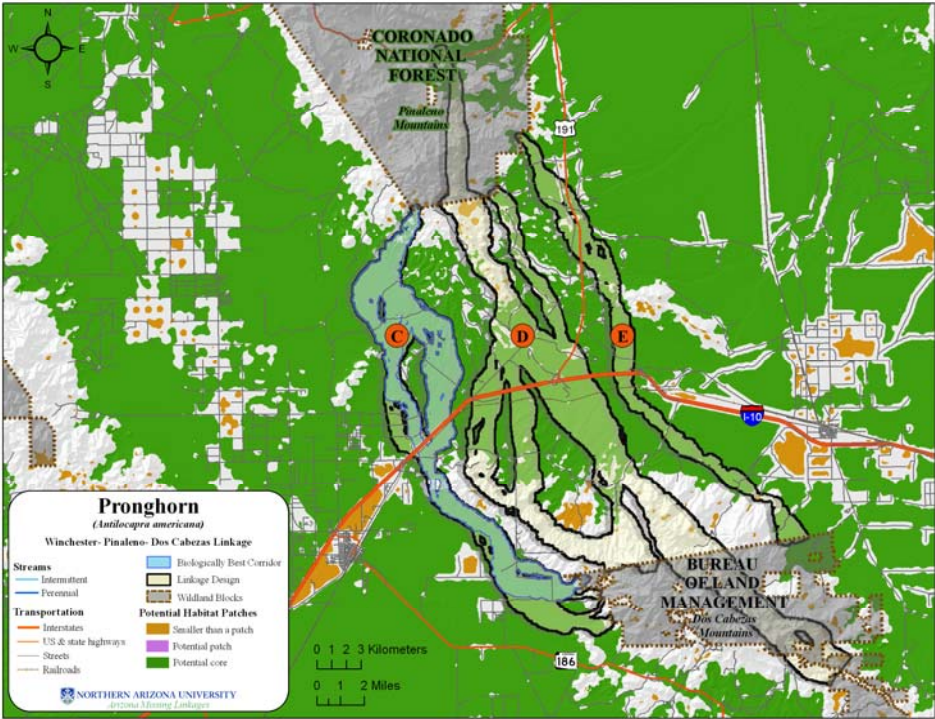 N
W E
S
CORONADO
NATIONAL
FOREST
Pinaleno
Mountains
191
C
D
E
I-10
BUREAU
OF LAND
MANAGEMENT
Dos Cabezas
Mountains
186
Pronghorn
(Antilocapra americana)
Winchester- Pinaleno- Dos Cabezas Linkage
Streams
Intermittent
Perennial
Transportation
Interstates
US & state highways
Streets
Railroads
Biologically Best Corridor
Linkage Design
Wildland Blocks
Potential Habitat Patches
Smaller than a patch
Potential patch
Potential core
NORTHERN ARIZONA UNIVERSITY
Arizona Missing Linkages
0 1 2 3 Kilometers
0 1 2 Miles